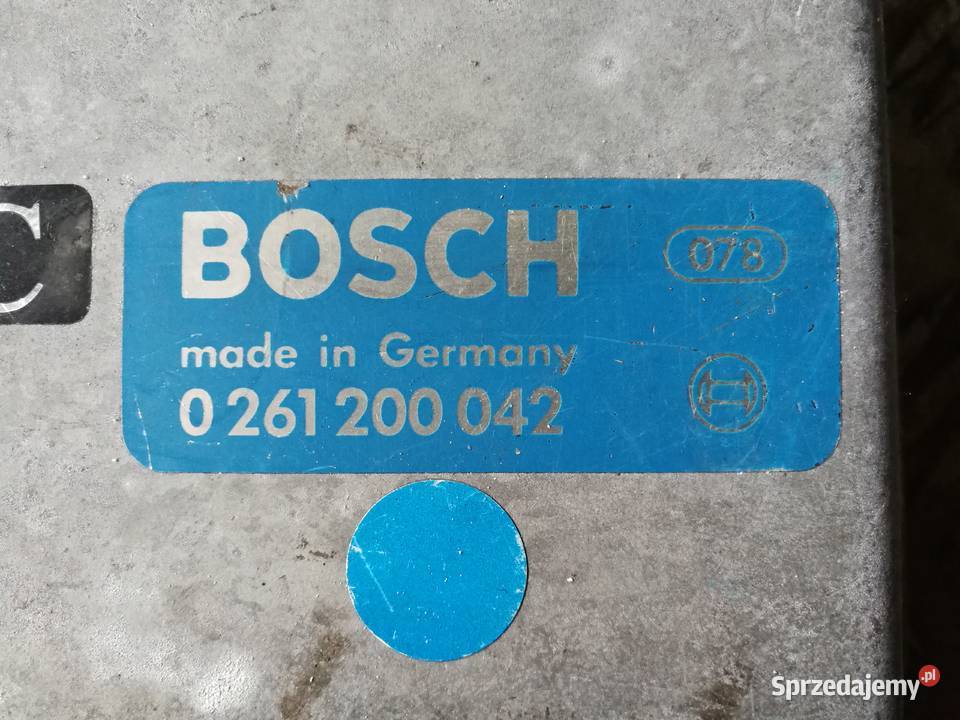 C
BOSCH
078
made in Germany
0 261 200 042
Sprzedajemy.pl